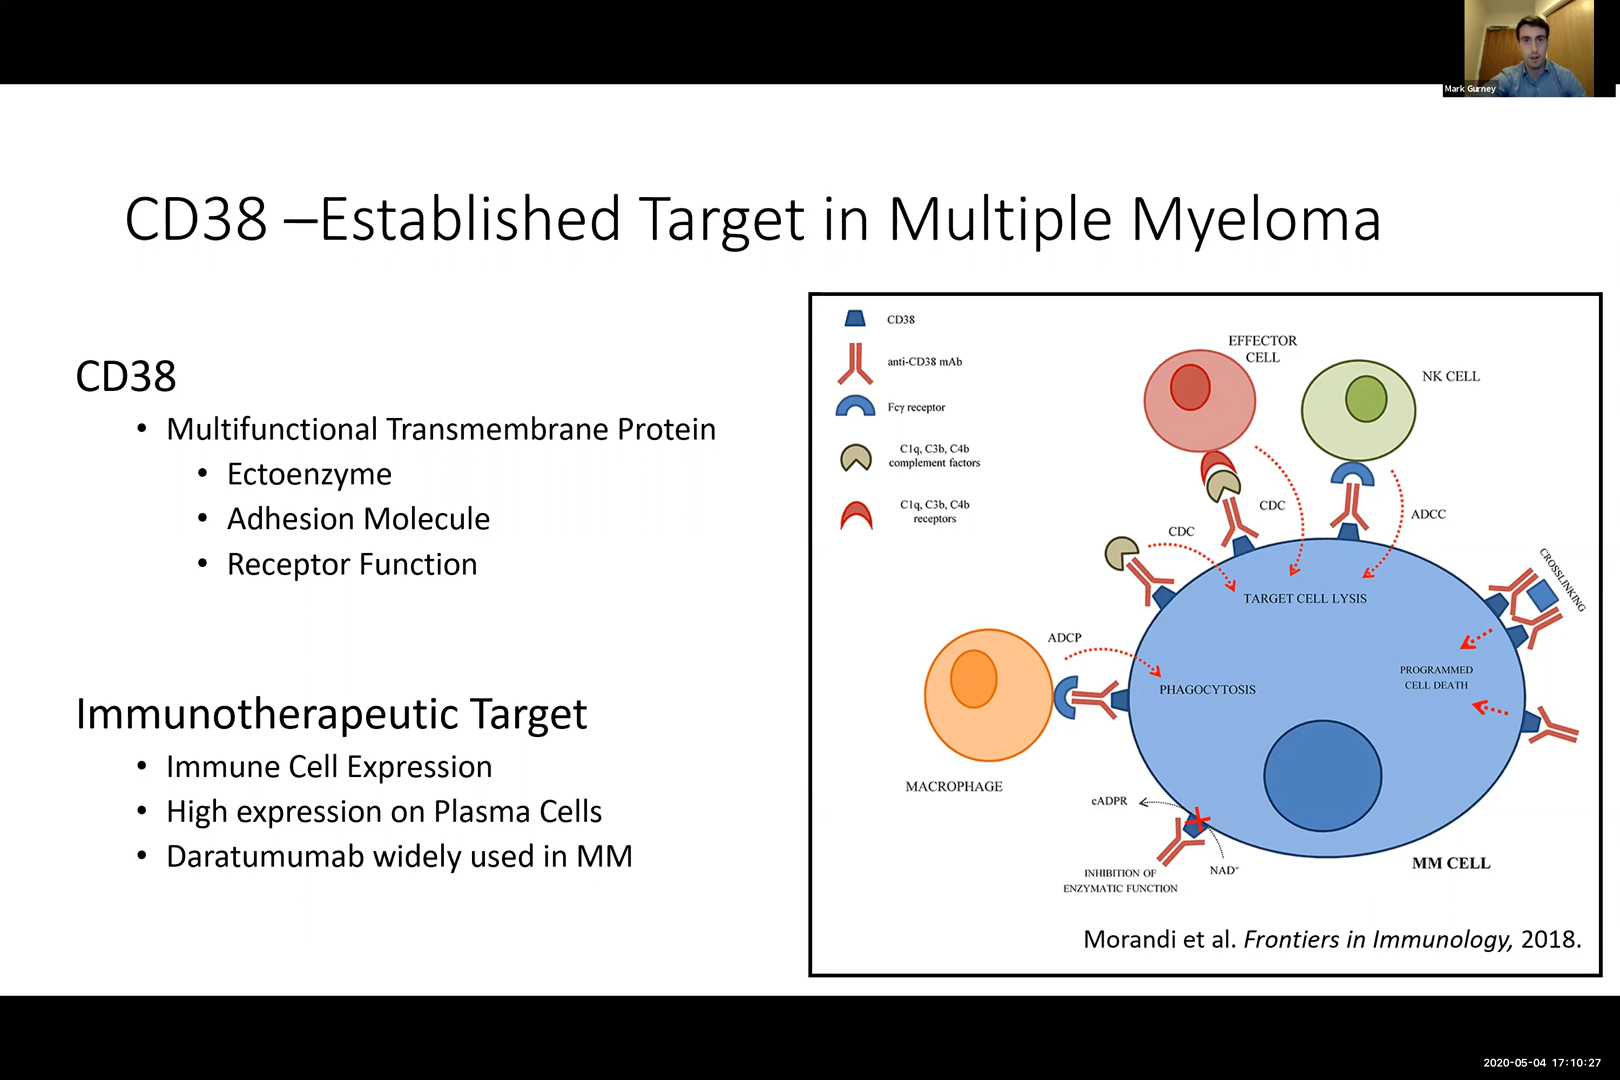 Mark Gurney
CD38 –Established Target in Multiple Myeloma
CD38
• Multifunctional Transmembrane Protein
• Ectoenzyme
• Adhesion Molecule
• Receptor Function
Immunotherapeutic Target
• Immune Cell Expression
• High expression on Plasma Cells
• Daratumumab widely used in MM
CD38
anti-CD38 mAb
Fcγ receptor
C1q, C3b, C4b
complement factors
C1q, C3b, C4b
receptors
EFFECTOR
CELL
NK CELL
CDC
CDC
ADCC
CROSSLINKING
TARGET CELL LYSIS
ADCP
PHAGOCYTOSIS
PROGRAMMED
CELL DEATH
MACROPHAGE
cADPR
NAD⁺
INHIBITION OF
ENZYMATIC FUNCTION
MM CELL
Morandi et al. Frontiers in Immunology, 2018.
2020-05-04 17:10:27